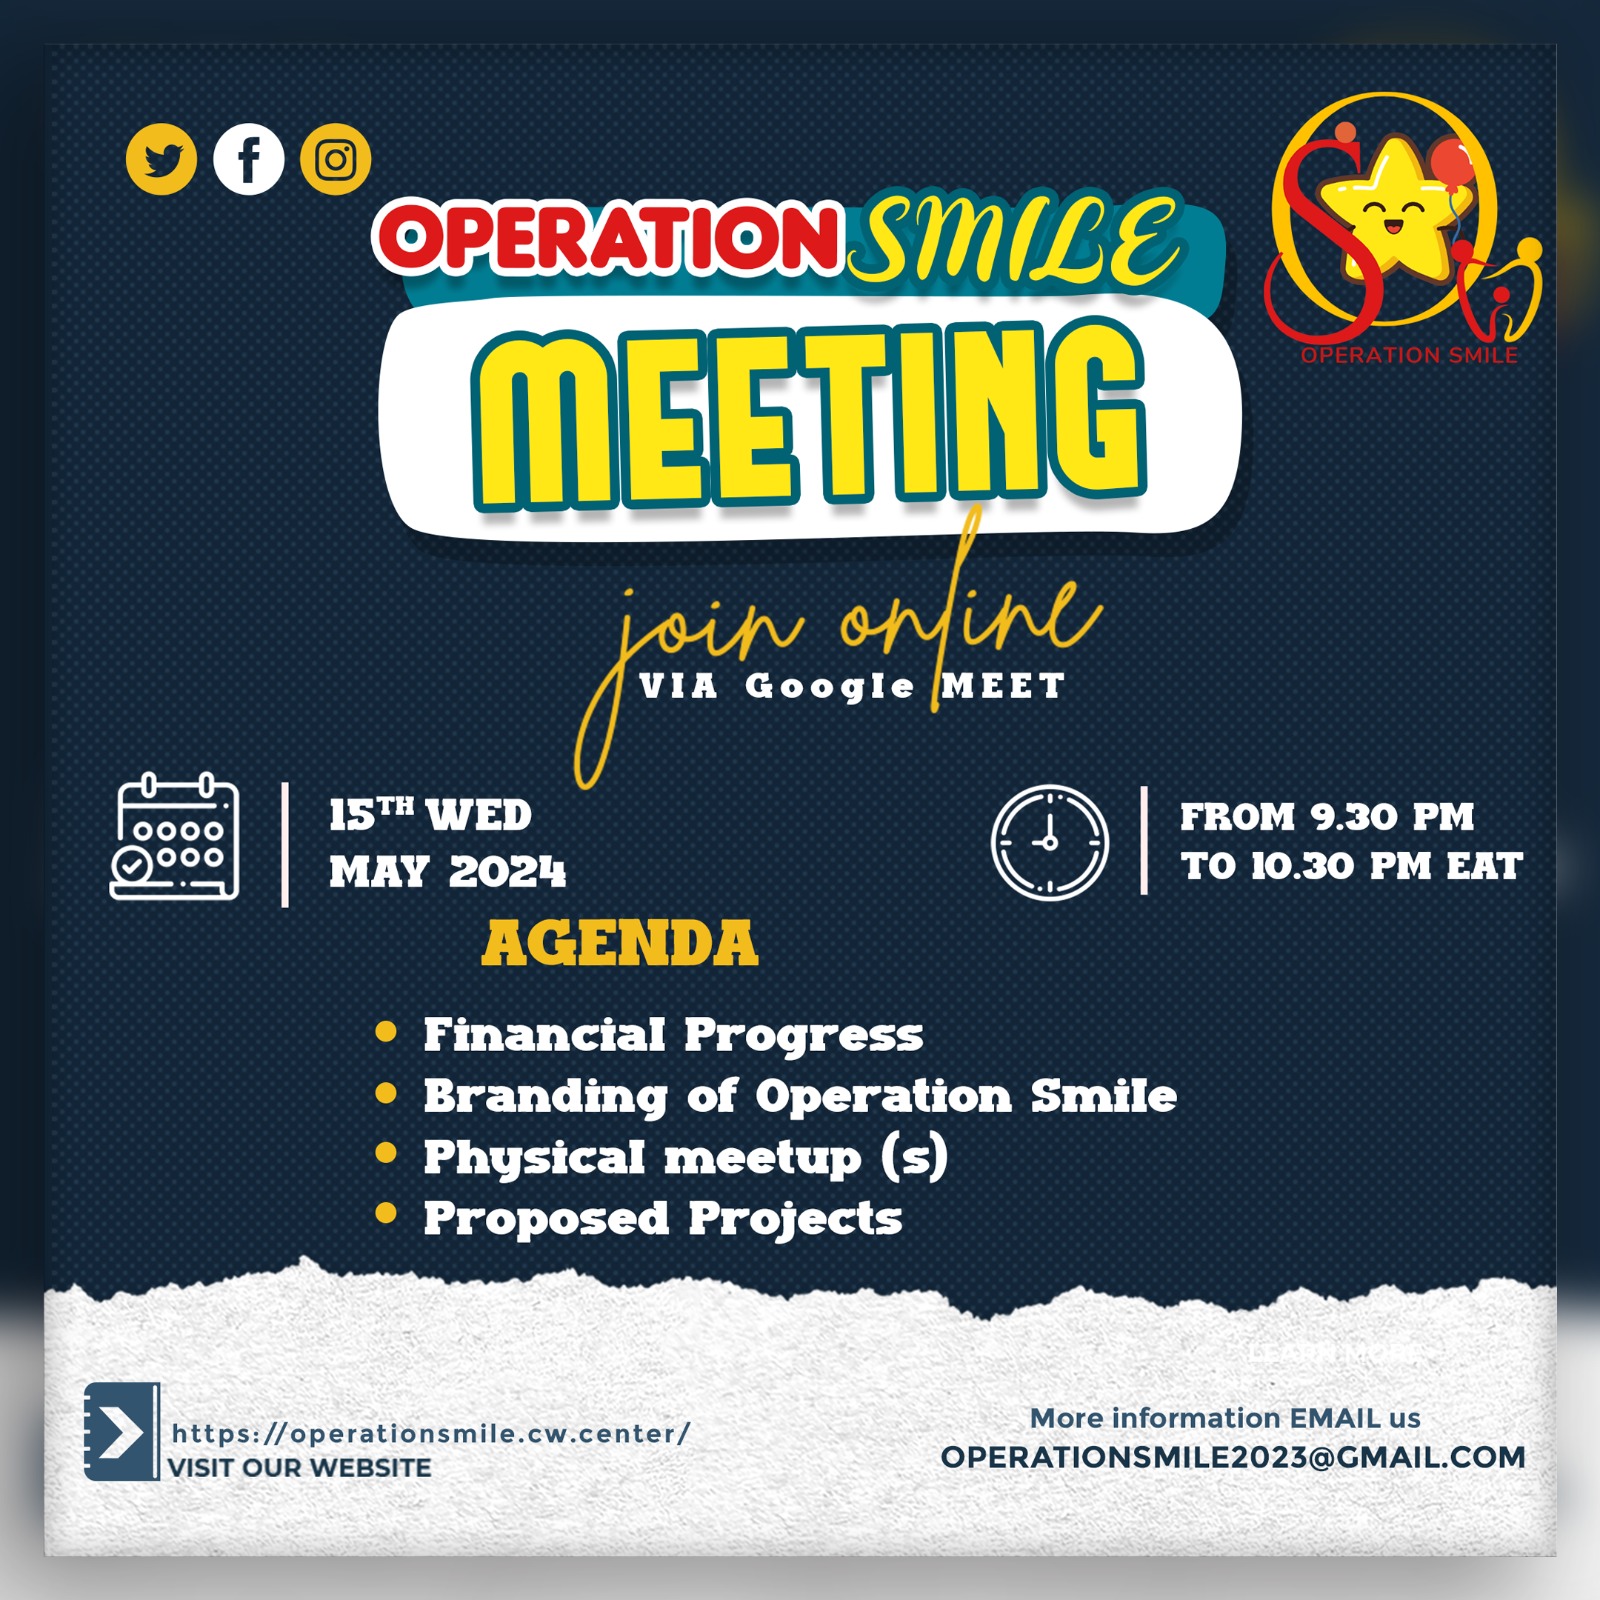 OPERATION SMILE
MEETING
OPERATION SMILE
join online
VIA Google MEET
15TH WED
MAY 2024
FROM 9.30 PM
TO 10.30 PM EAT
AGENDA
Financial Progress
Branding of Operation Smile
Physical meetup (s)
Proposed Projects
https://operationsmile.cw.center/
VISIT OUR WEBSITE
More information EMAIL us
OPERATIONSMILE2023@GMAIL.COM